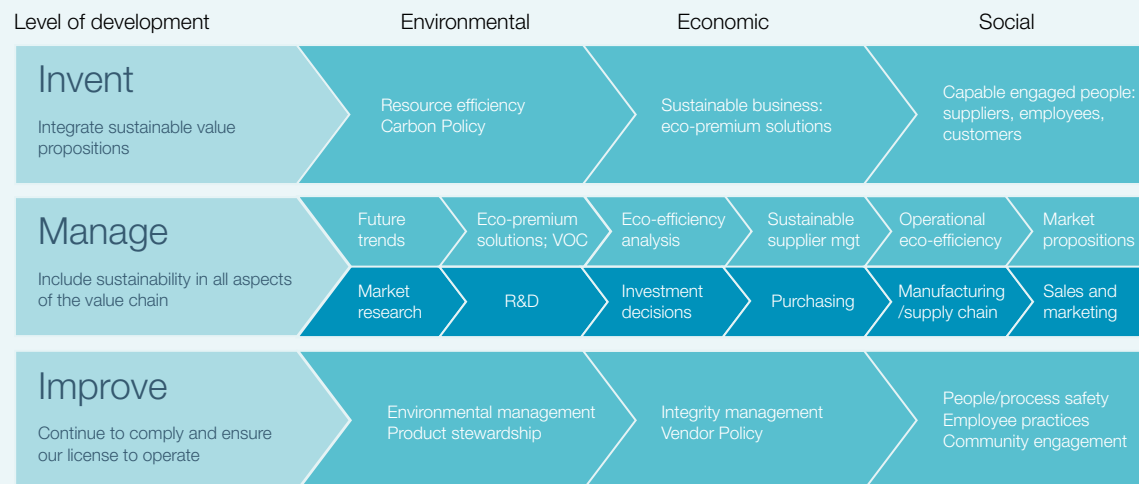 Level of development
Environmental
Economic
Social
Invent
Integrate sustainable value
propositions
Resource efficiency
Carbon Policy
Sustainable business:
eco-premium solutions
Capable engaged people:
suppliers, employees,
customers
Manage
Include sustainability in all aspects
of the value chain
Future
trends
Eco-premium
solutions; VOC
Eco-efficiency
analysis
Sustainable
supplier mgt
Operational
eco-efficiency
Market
propositions
Market
research
R&D
Investment
decisions
Purchasing
Manufacturing
/supply chain
Sales and
marketing
Improve
Continue to comply and ensure
our license to operate
Environmental management
Product stewardship
Integrity management
Vendor Policy
People/process safety
Employee practices
Community engagement